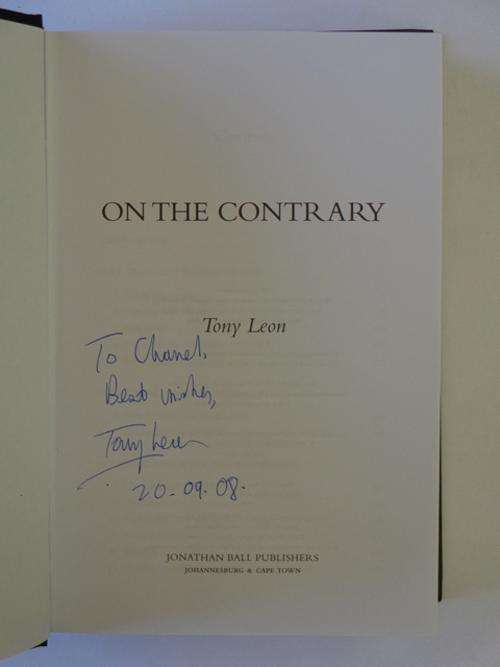 ON THE CONTRARY
Tony Leon
To Chanel,
Best wishes,
Tony Leon
20.09.08.
JONATHAN BALL PUBLISHERS
JOHANNESBURG & CAPE TOWN